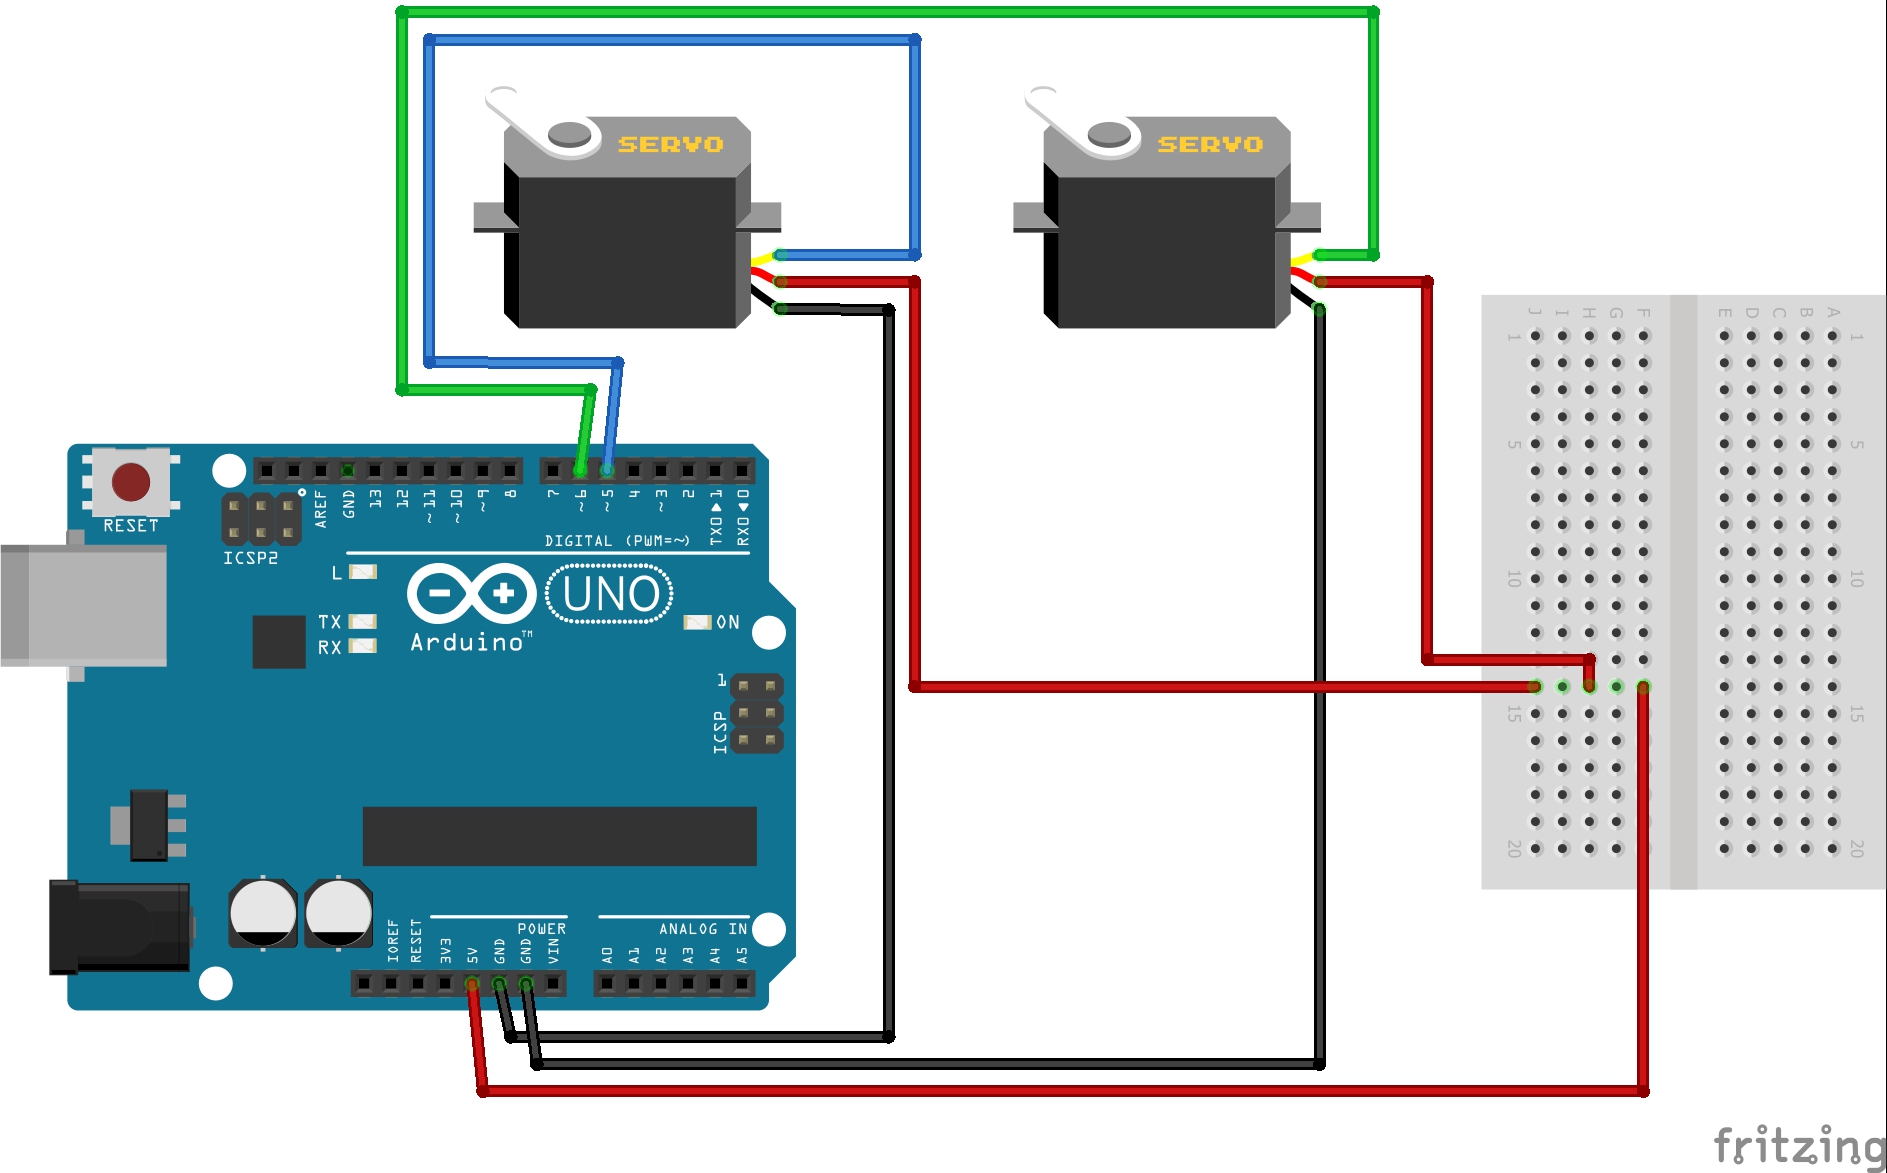 SERVO
SERVO
J I H G F
E D C B A
1
1
5
5
10
10
15
15
20
20
RESET
ICSP2
AREF
GND
13
12
~11
~10
~9
8
7
~6
~5
4
~3
2
TX0▶1
RX0◀0
DIGITAL (PWM=~)
L
TX
RX
Arduino™
UNO
ON
1
ICSP
IOREF
RESET
3V3
5V
GND
GND
VIN
POWER
ANALOG IN
A0
A1
A2
A3
A4
A5
fritzing